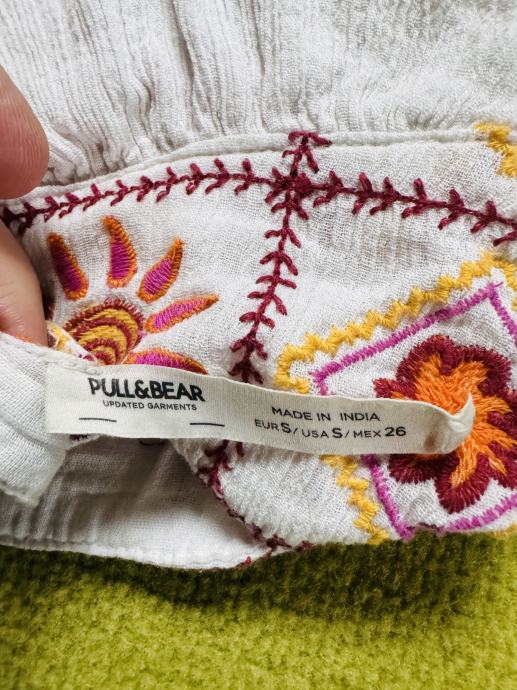 PULL&BEAR
UPDATED GARMENTS
MADE IN INDIA
EUR S/ USA S/ MEX 26